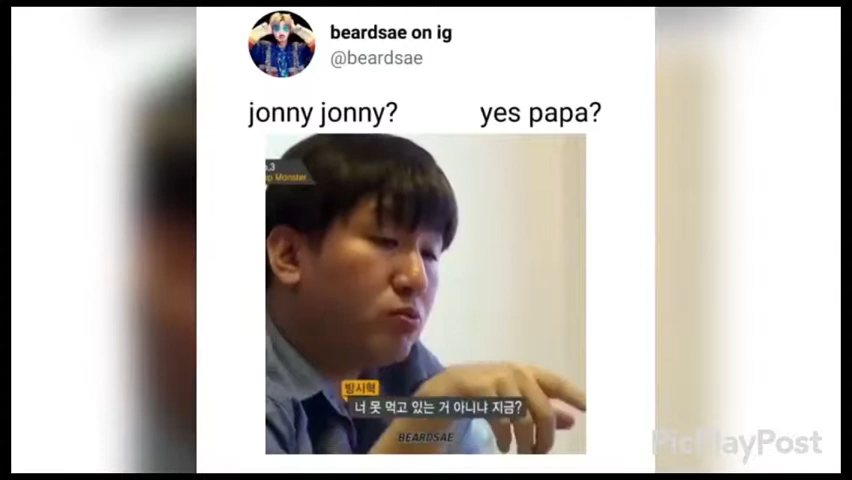 beardsae on ig
@beardsae
jonny jonny? yes papa?
.3
p Monster
방시혁
너 못 먹고 있는 거 아니냐 지금?
BEARDSAE
PicPlayPost